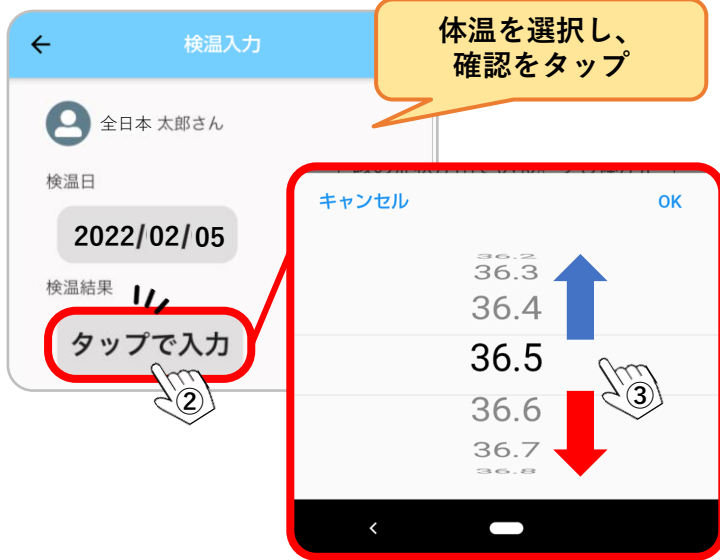 体温を選択し、
確認をタップ
検温入力
全日本 太郎さん
検温日
2022/02/05
検温結果
タップで入力
②
キャンセル OK
36.2
36.3
36.4
36.5
③
36.6
36.7
36.8